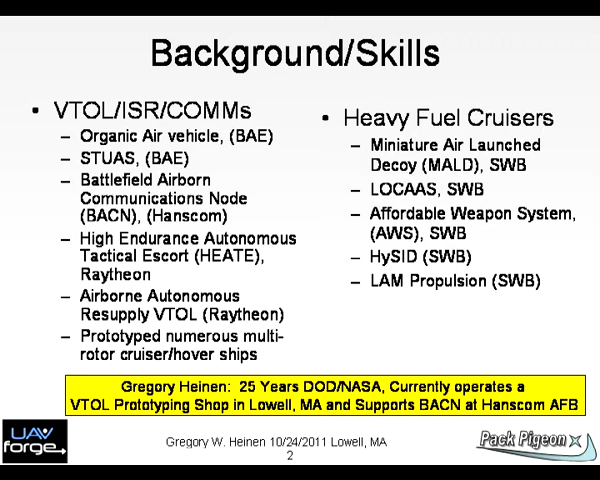 Background/Skills
• VTOL/ISR/COMMs
– Organic Air vehicle, (BAE)
– STUAS, (BAE)
– Battlefield Airborn
Communications Node
(BACN), (Hanscom)
– High Endurance Autonomous
Tactical Escort (HEATE),
Raytheon
– Airborne Autonomous
Resupply VTOL (Raytheon)
– Prototyped numerous multi-
rotor cruiser/hover ships
• Heavy Fuel Cruisers
– Miniature Air Launched
Decoy (MALD), SWB
– LOCAAS, SWB
– Affordable Weapon System,
(AWS), SWB
– HySID (SWB)
– LAM Propulsion (SWB)
Gregory Heinen: 25 Years DOD/NASA, Currently operates a
VTOL Prototyping Shop in Lowell, MA and Supports BACN at Hanscom AFB
UAV
forge
Gregory W. Heinen 10/24/2011 Lowell, MA
2
Pack Pigeon